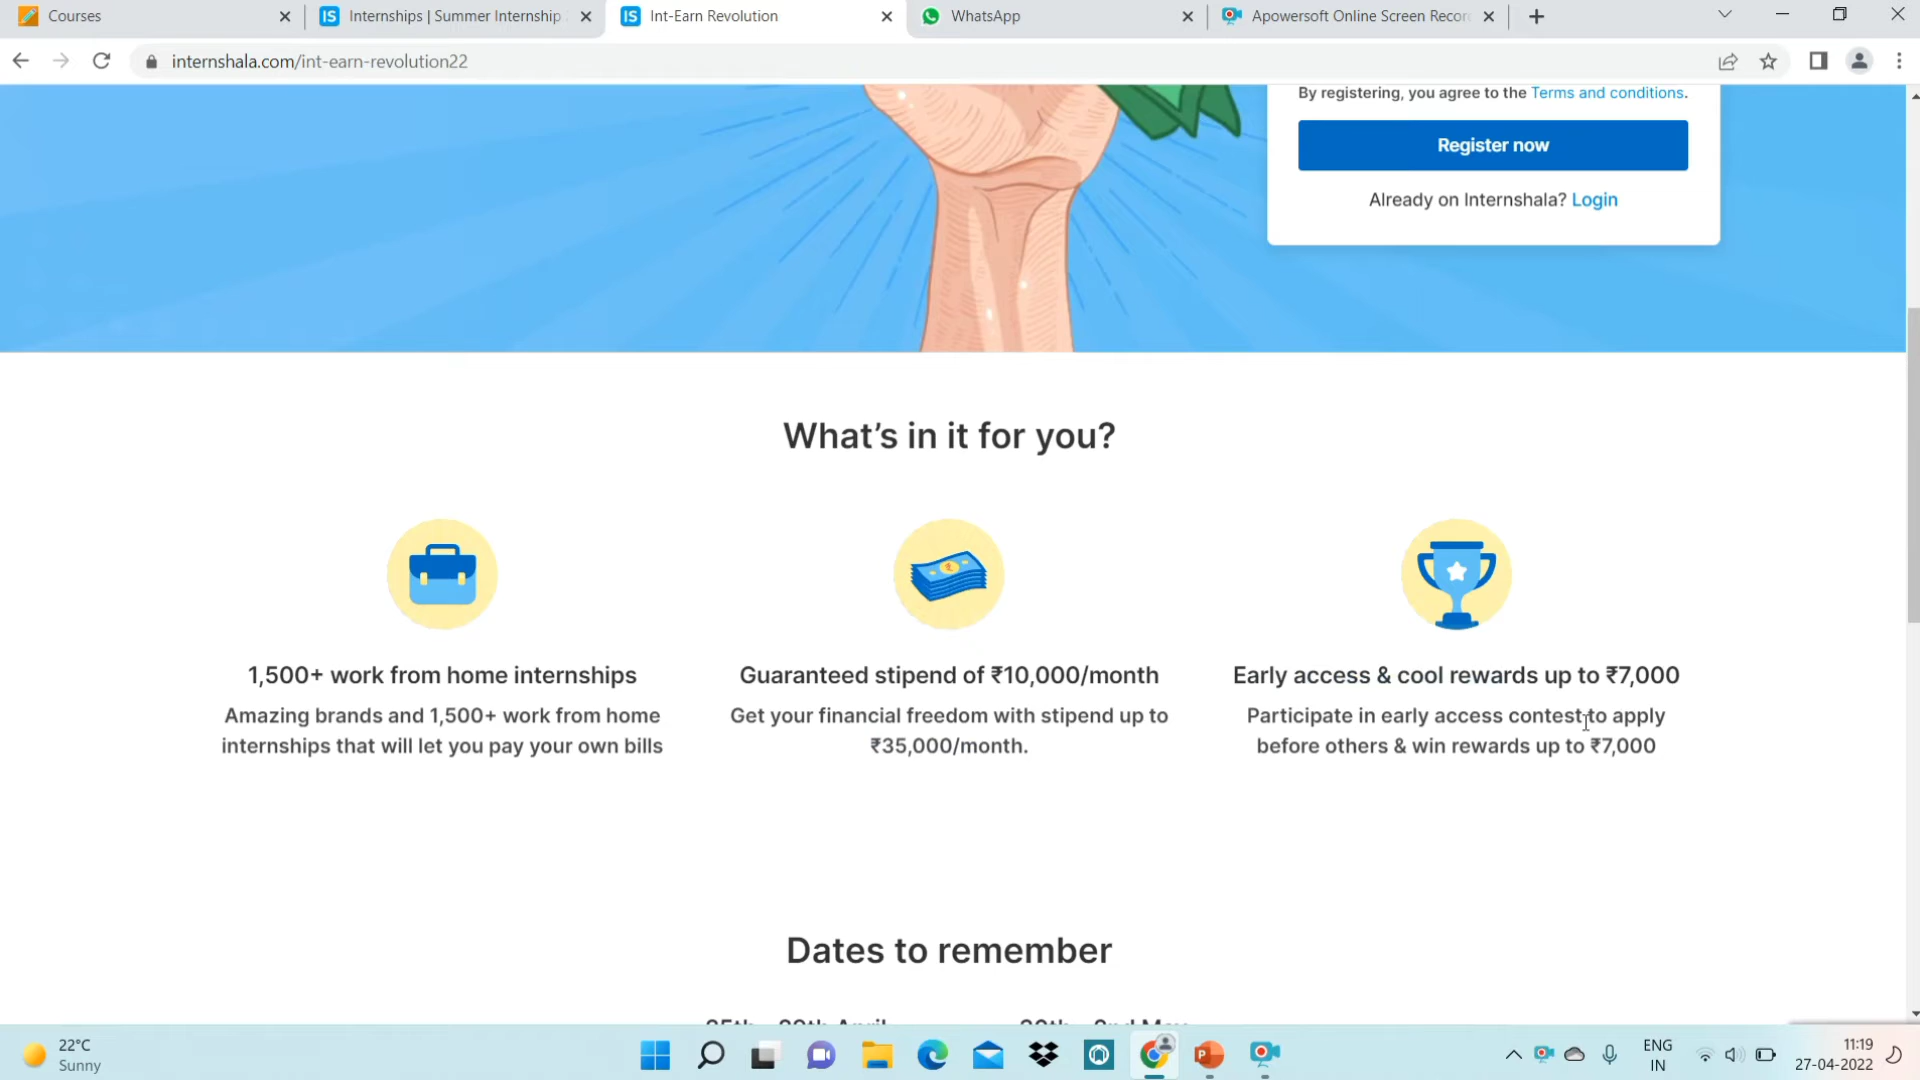 Courses
Internships | Summer Internship
Int-Earn Revolution
WhatsApp
Apowersoft Online Screen Recor
internshala.com/int-earn-revolution22
By registering, you agree to the Terms and conditions.
Register now
Already on Internshala? Login
What's in it for you?
1,500+ work from home internships
Amazing brands and 1,500+ work from home
internships that will let you pay your own bills
Guaranteed stipend of ₹10,000/month
Get your financial freedom with stipend up to
₹35,000/month.
Early access & cool rewards up to ₹7,000
Participate in early access contest to apply
before others & win rewards up to ₹7,000
Dates to remember
22°C
Sunny
ENG
IN
11:19
27-04-2022